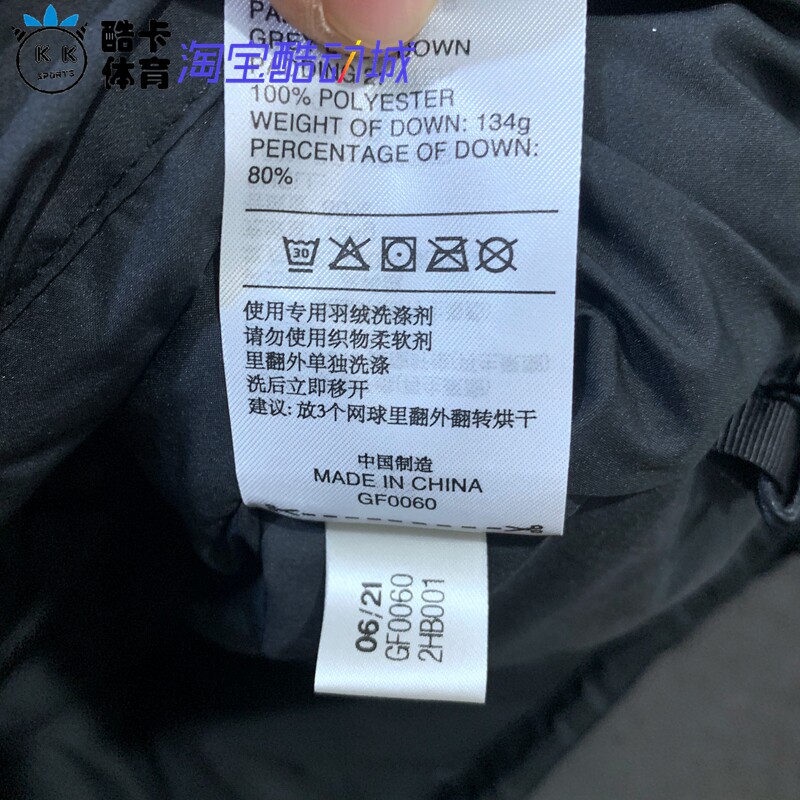 K K
SPORTS
酷卡
体育
淘宝酷动城
DOWN
100% POLYESTER
WEIGHT OF DOWN: 134g
PERCENTAGE OF DOWN:
80%
30
使用专用羽绒洗涤剂
请勿使用织物柔软剂
里翻外单独洗涤
洗后立即移开
建议: 放3个网球里翻外翻转烘干
中国制造
MADE IN CHINA
GF0060
06/21
GF0060
2HB001